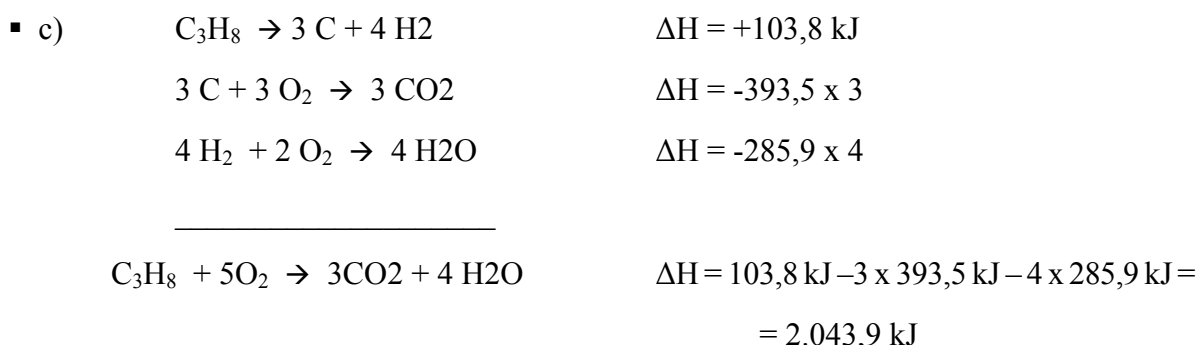 ▪ c) C₃H₈ → 3 C + 4 H2 ΔH = +103,8 kJ
3 C + 3 O₂ → 3 CO2 ΔH = -393,5 x 3
4 H₂ + 2 O₂ → 4 H2O ΔH = -285,9 x 4
____________________
C₃H₈ + 5O₂ → 3CO2 + 4 H2O ΔH = 103,8 kJ –3 x 393,5 kJ – 4 x 285,9 kJ =
= 2.043,9 kJ